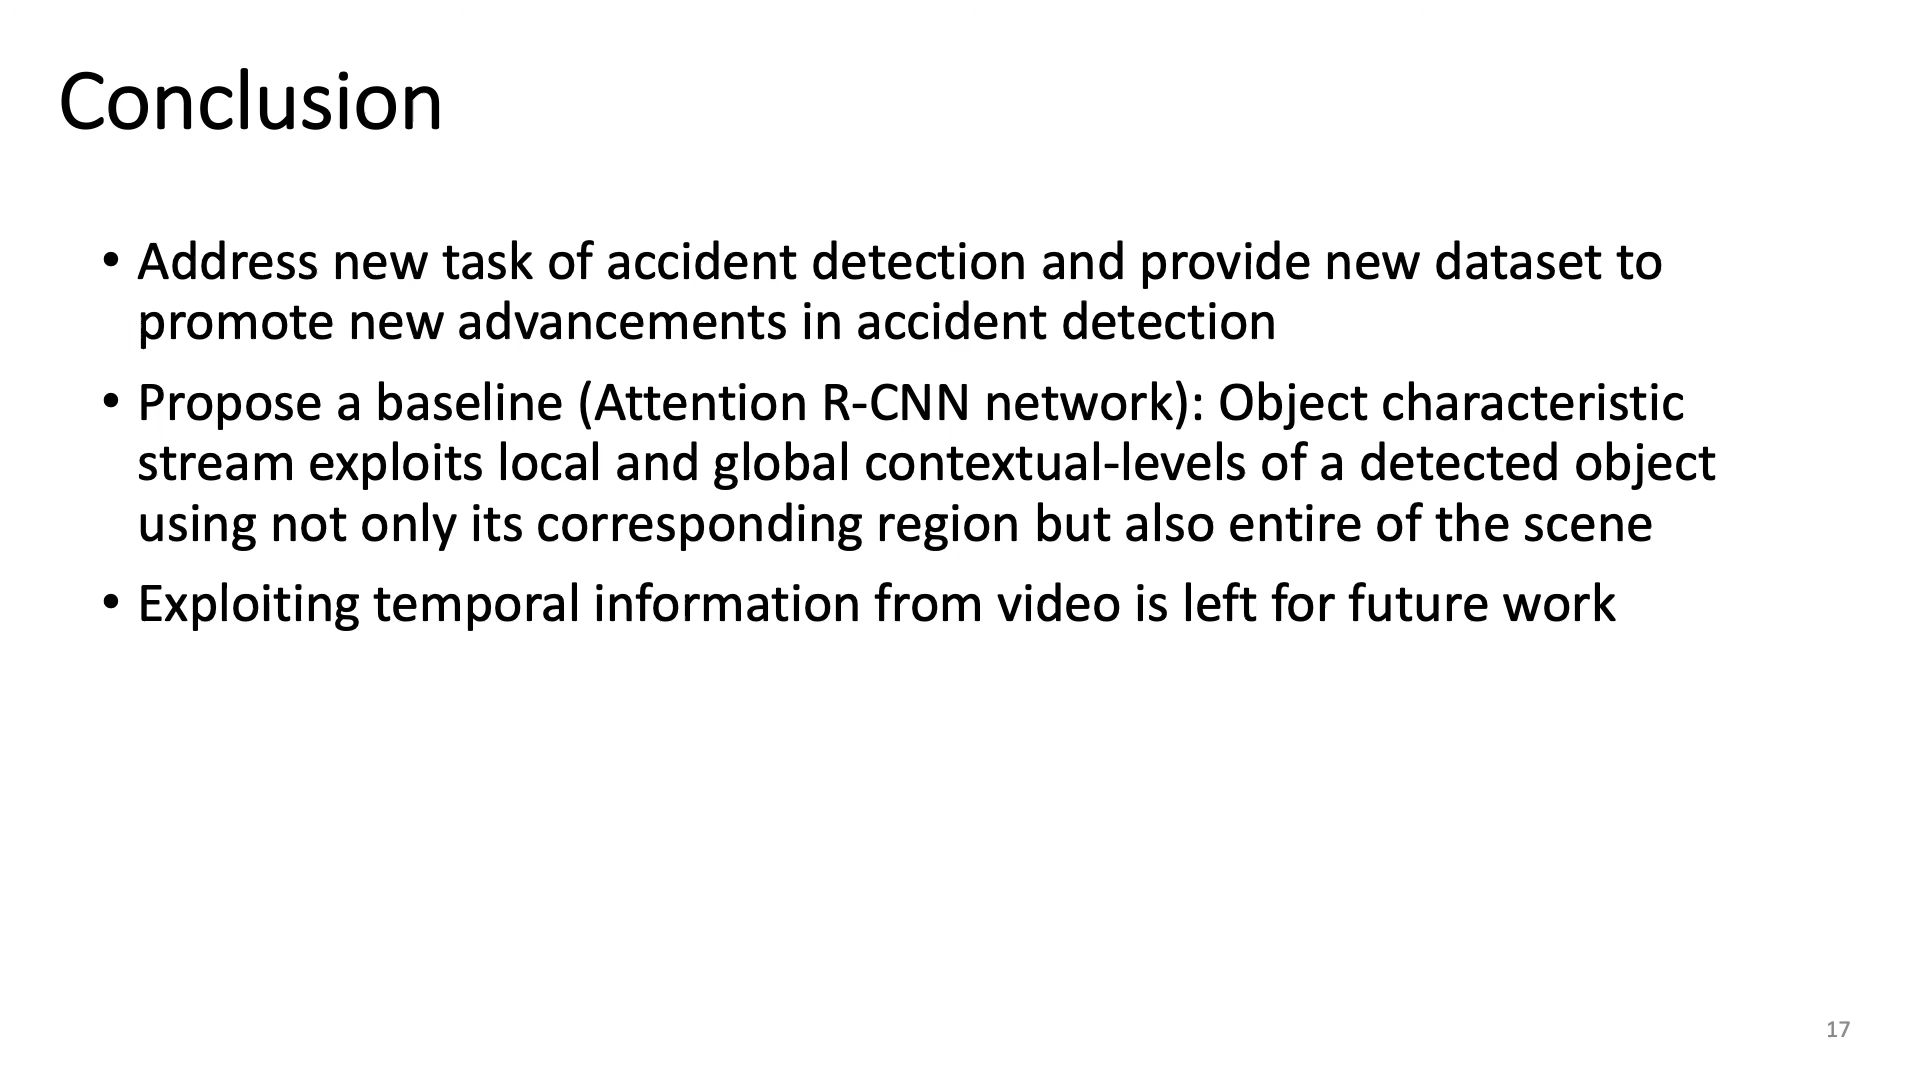 Conclusion
• Address new task of accident detection and provide new dataset to
promote new advancements in accident detection
• Propose a baseline (Attention R-CNN network): Object characteristic
stream exploits local and global contextual-levels of a detected object
using not only its corresponding region but also entire of the scene
• Exploiting temporal information from video is left for future work
17